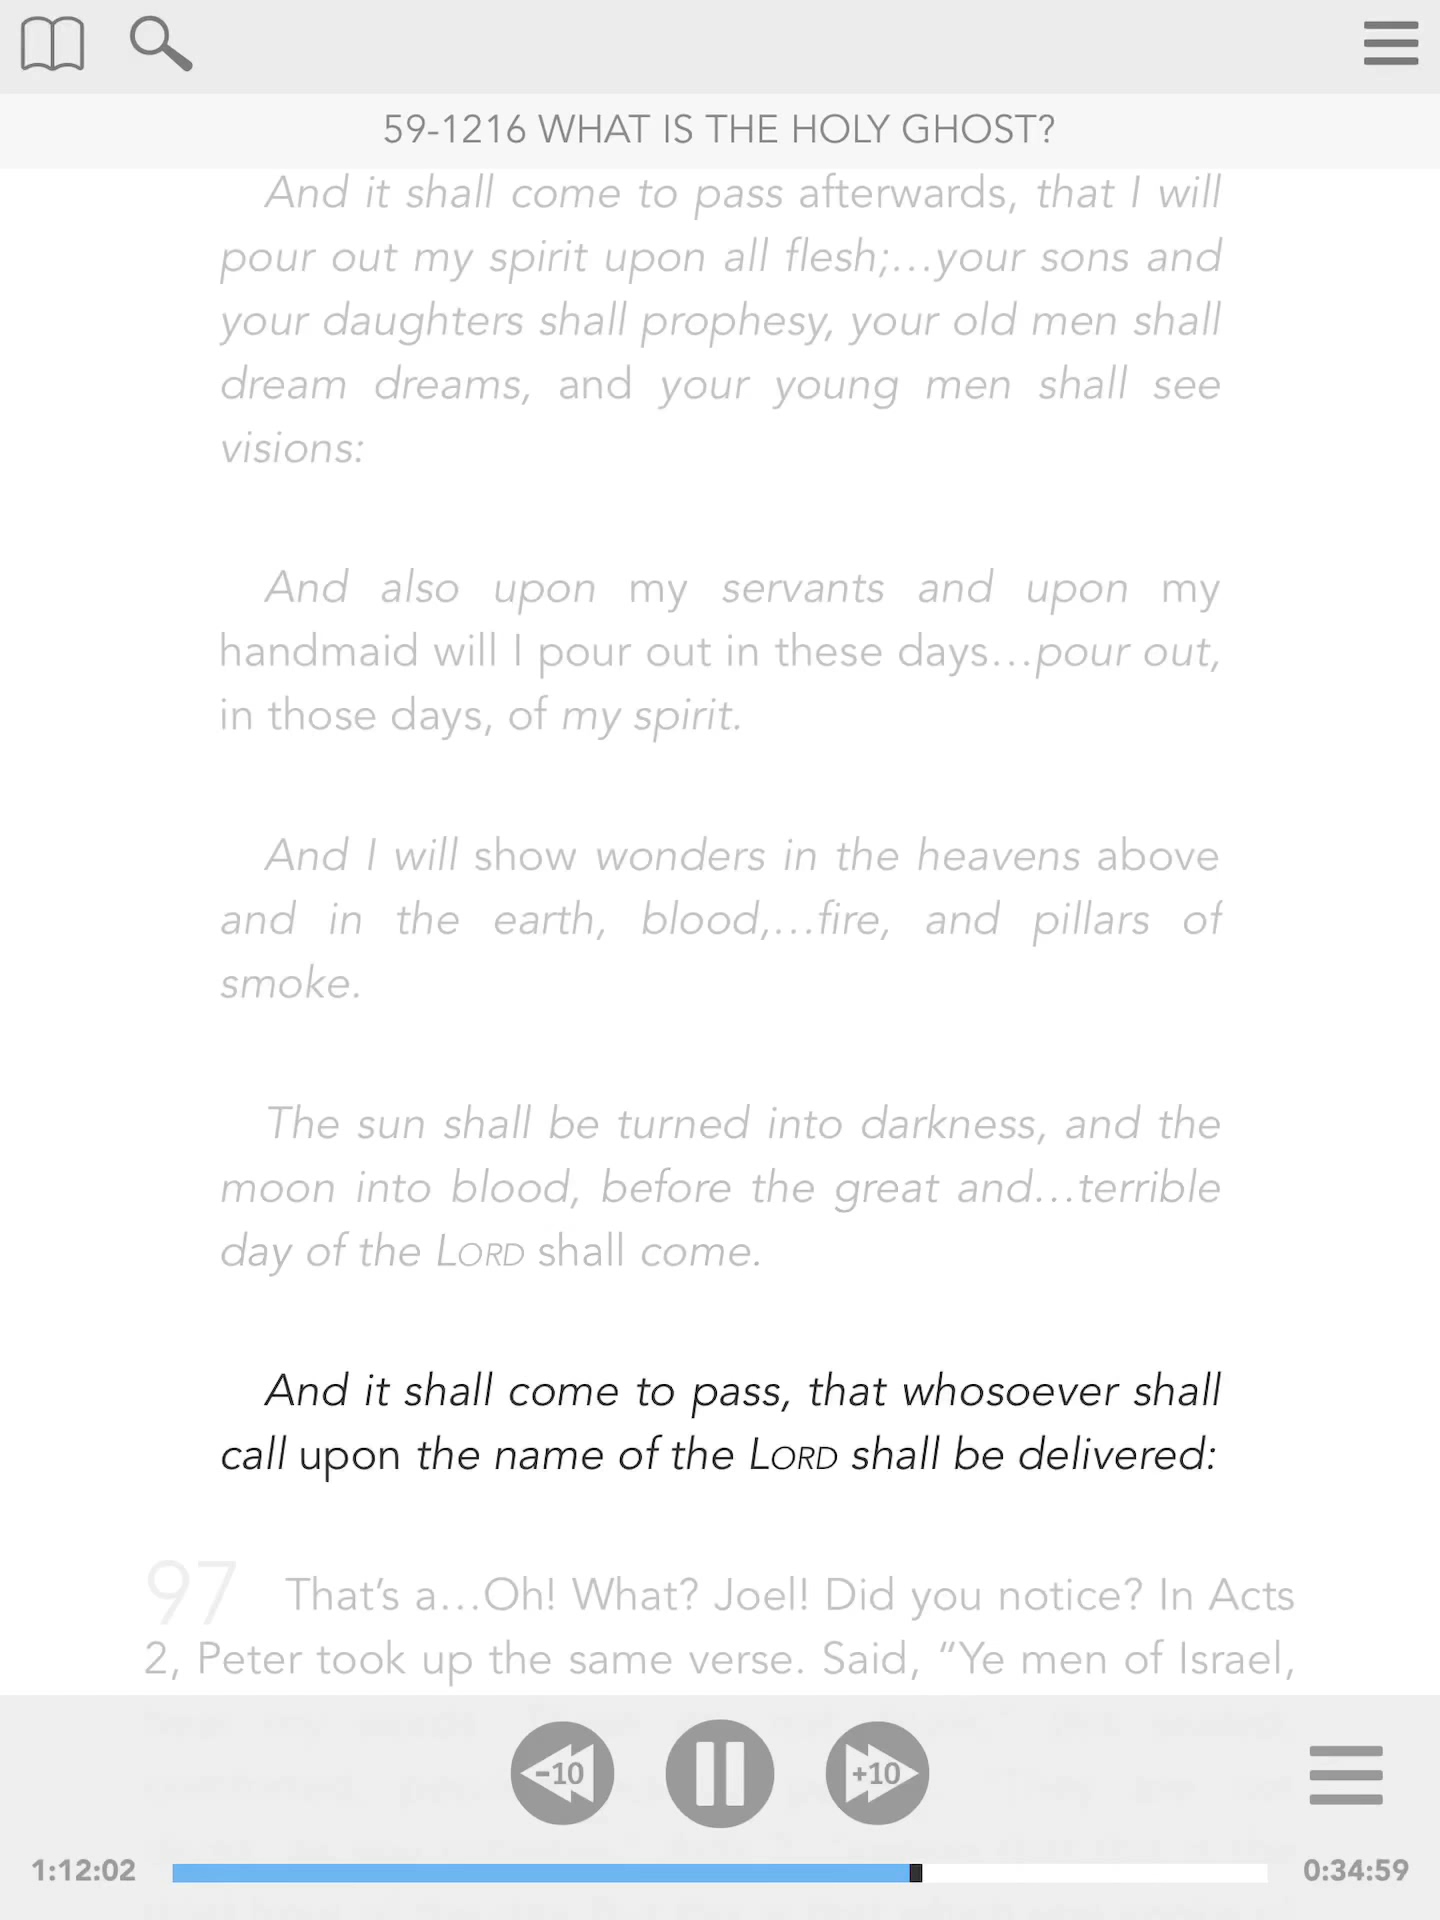 59-1216 WHAT IS THE HOLY GHOST?
And it shall come to pass afterwards, that I will
pour out my spirit upon all flesh;…your sons and
your daughters shall prophesy, your old men shall
dream dreams, and your young men shall see
visions:
And also upon my servants and upon my
handmaid will I pour out in these days…pour out,
in those days, of my spirit.
And I will show wonders in the heavens above
and in the earth, blood,…fire, and pillars of
smoke.
The sun shall be turned into darkness, and the
moon into blood, before the great and…terrible
day of the LORD shall come.
And it shall come to pass, that whosoever shall
call upon the name of the LORD shall be delivered:
97 That’s a…Oh! What? Joel! Did you notice? In Acts
2, Peter took up the same verse. Said, “Ye men of Israel,
-10 +10
1:12:02 0:34:59